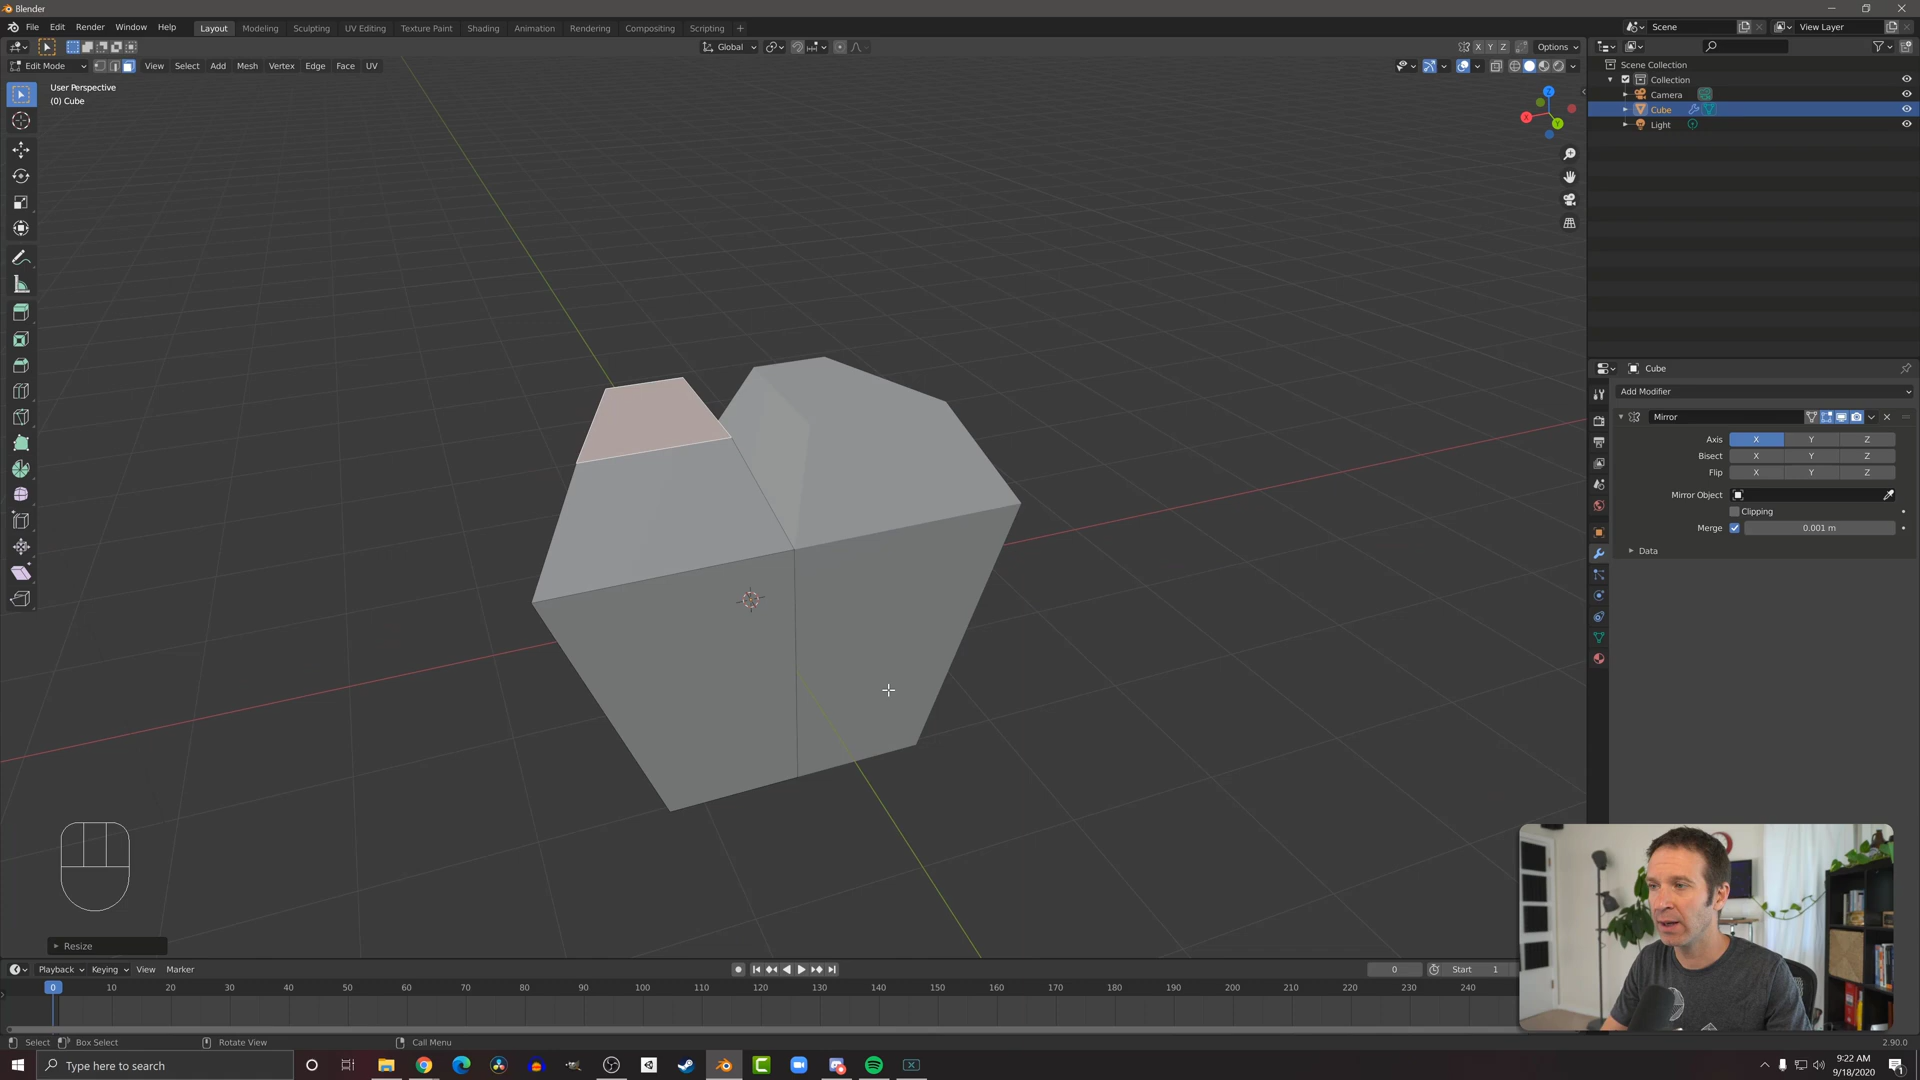 Blender
File Edit Render Window Help
Layout Modeling Sculpting UV Editing Texture Paint Shading Animation Rendering Compositing Scripting +
Scene
View Layer
Global
X Y Z
Options
Edit Mode
View Select Add Mesh Vertex Edge Face UV
User Perspective
(0) Cube
Z
X
Y
Scene Collection
Collection
Camera
Cube
Light
Cube
Add Modifier
Mirror
Axis X Y Z
Bisect X Y Z
Flip X Y Z
Mirror Object
Clipping
Merge 0.001 m
Data
Resize
Playback Keying View Marker
0
Start 1
0 10 20 30 40 50 60 70 80 90 100 110 120 130 140 150 160 170 180 190 200 210 220 230 240
Select Box Select Rotate View Call Menu
2.90.0
Type here to search
9:22 AM
9/18/2020
1